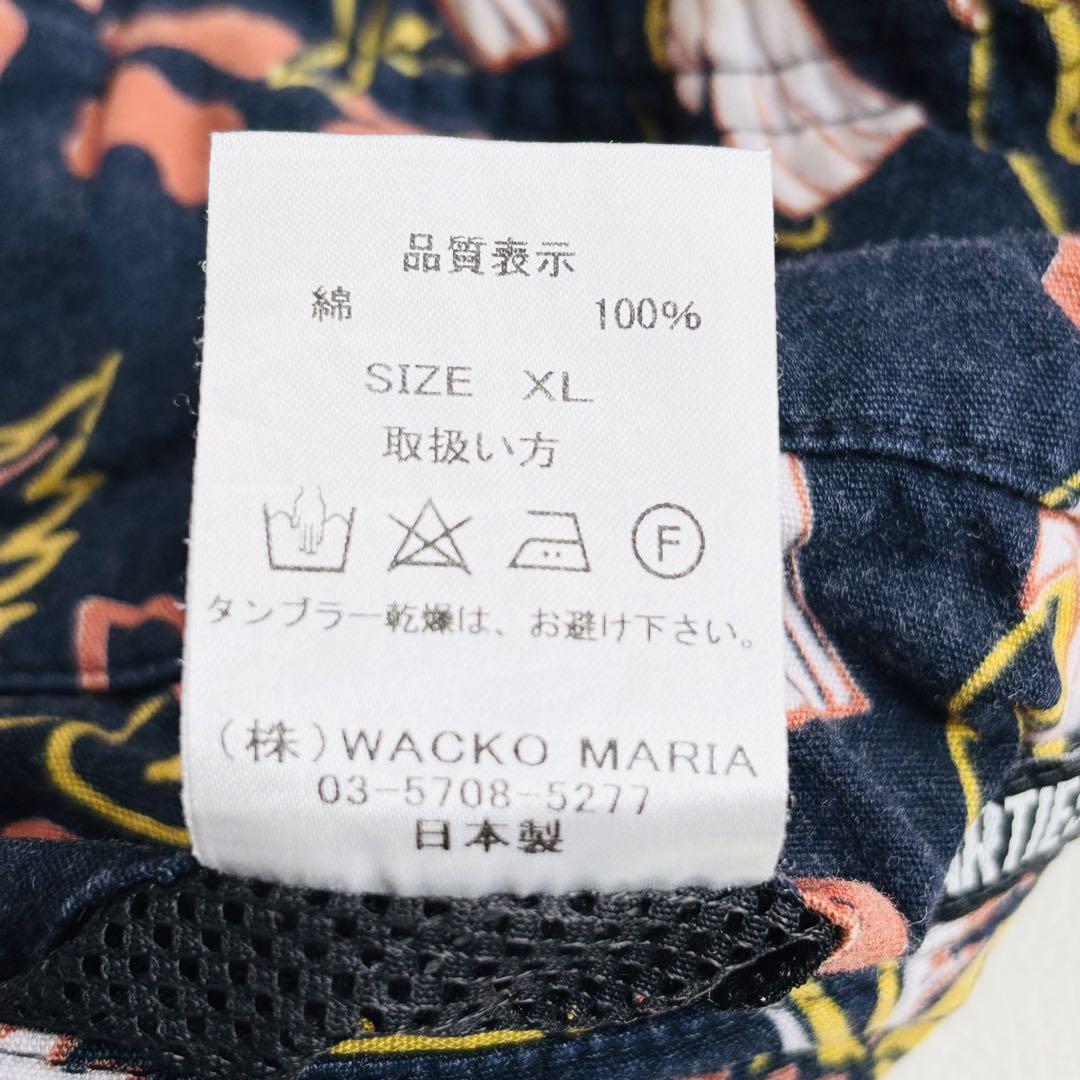 品質表示
綿 100%
SIZE XL
取扱い方
F
タンブラー乾燥は、お避け下さい。
(株)WACKO MARIA
03-5708-5277
日本製